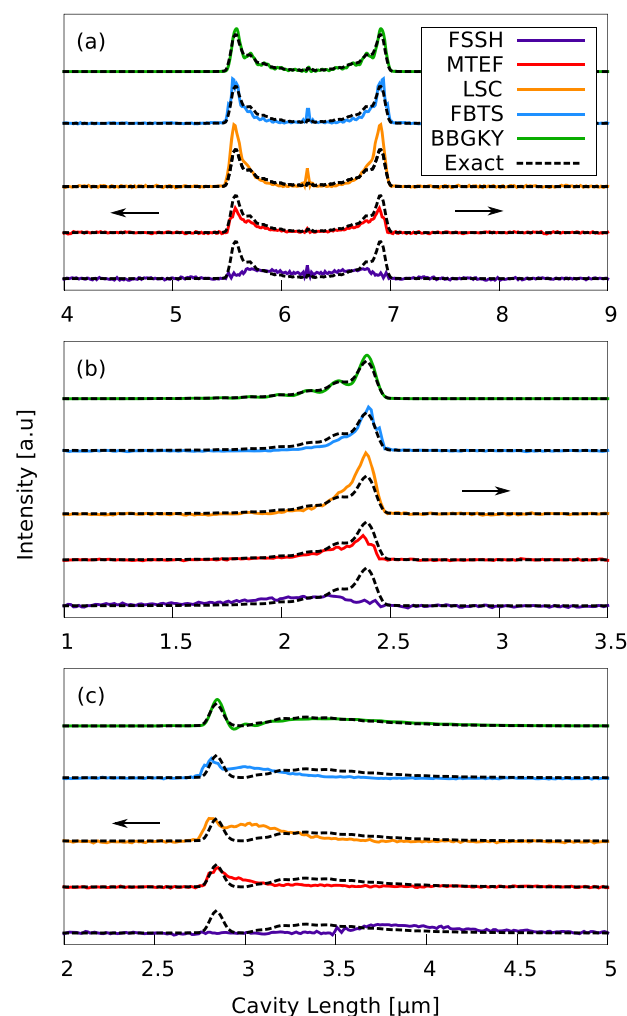 (a)
FSSH
MTEF
LSC
FBTS
BBGKY
Exact
4 5 6 7 8 9
(b)
Intensity [a.u]
1 1.5 2 2.5 3 3.5
(c)
2 2.5 3 3.5 4 4.5 5
Cavity Length [μm]